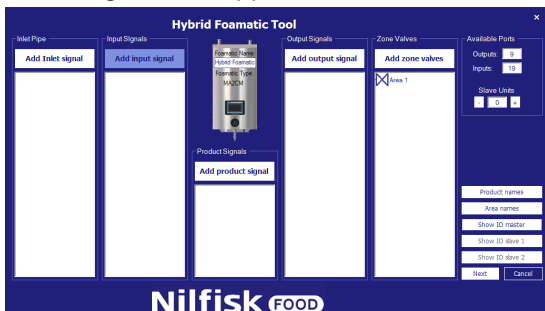 Hybrid Foamatic Tool
×
Inlet Pipe
Add Inlet signal
Input Signals
Add input signal
Foamatic Name
Hybrid Foamatic
Foamatic Type
MA2CM
Product Signals
Add product signal
Output Signals
Add output signal
Zone Valves
Add zone valves
Area 1
Available Ports
Outputs: 9
Inputs: 19
Slave Units
- 0 +
Product names
Area names
Show IO master
Show IO slave 1
Show IO slave 2
Next Cancel
Nilfisk FOOD